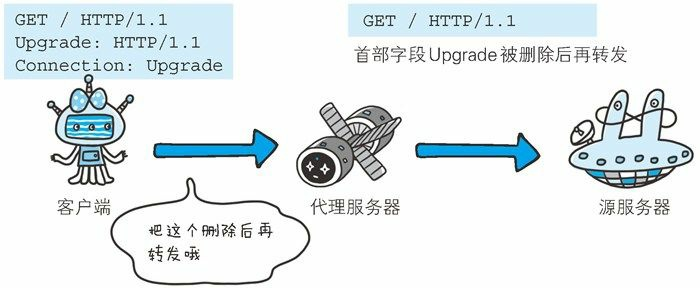 GET / HTTP/1.1
Upgrade: HTTP/1.1
Connection: Upgrade
GET / HTTP/1.1
首部字段Upgrade被删除后再转发
客户端
代理服务器
源服务器
把这个删除后再
转发哦